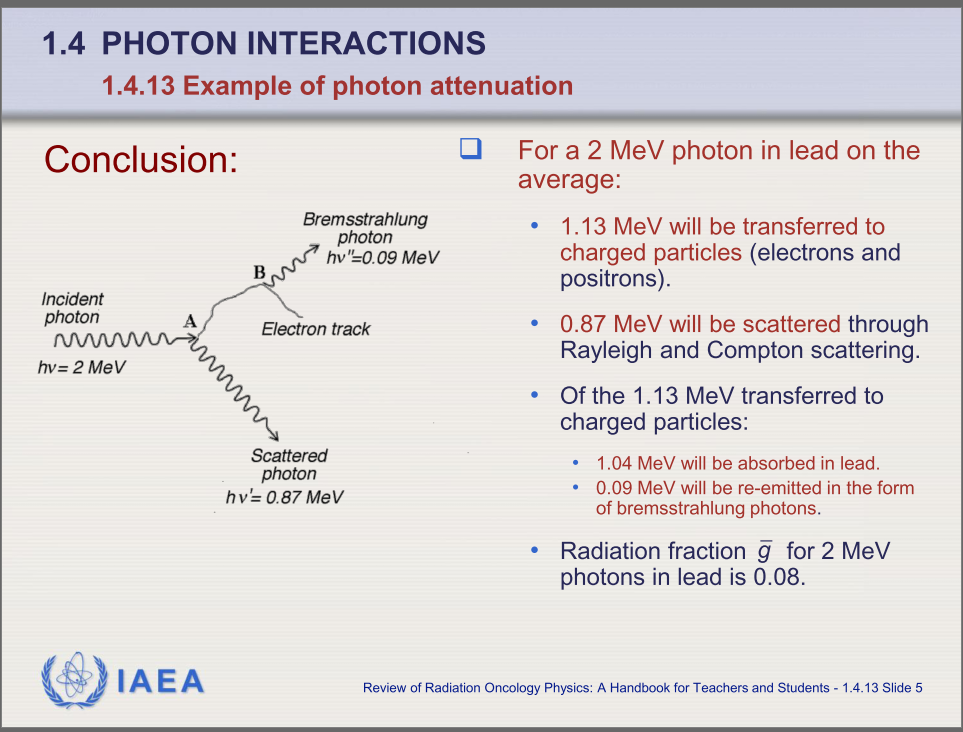 1.4 PHOTON INTERACTIONS
1.4.13 Example of photon attenuation
Conclusion:
Bremsstrahlung
photon
hν"=0.09 MeV
B
Incident
photon
A
Electron track
hν= 2 MeV
Scattered
photon
hν'= 0.87 MeV
❑ For a 2 MeV photon in lead on the
average:
• 1.13 MeV will be transferred to
charged particles (electrons and
positrons).
• 0.87 MeV will be scattered through
Rayleigh and Compton scattering.
• Of the 1.13 MeV transferred to
charged particles:
• 1.04 MeV will be absorbed in lead.
• 0.09 MeV will be re-emitted in the form
of bremsstrahlung photons.
• Radiation fraction g̅ for 2 MeV
photons in lead is 0.08.
IAEA
Review of Radiation Oncology Physics: A Handbook for Teachers and Students - 1.4.13 Slide 5